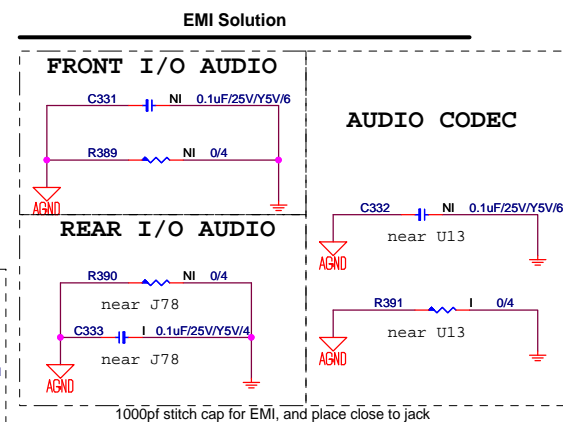 EMI Solution
FRONT I/O AUDIO
C331 NI 0.1uF/25V/Y5V/6
R389 NI 0/4
AGND
REAR I/O AUDIO
R390 NI 0/4
near J78
C333 I 0.1uF/25V/Y5V/4
near J78
AGND
AUDIO CODEC
C332 NI 0.1uF/25V/Y5V/6
near U13
AGND
R391 I 0/4
near U13
AGND
1000pf stitch cap for EMI, and place close to jack